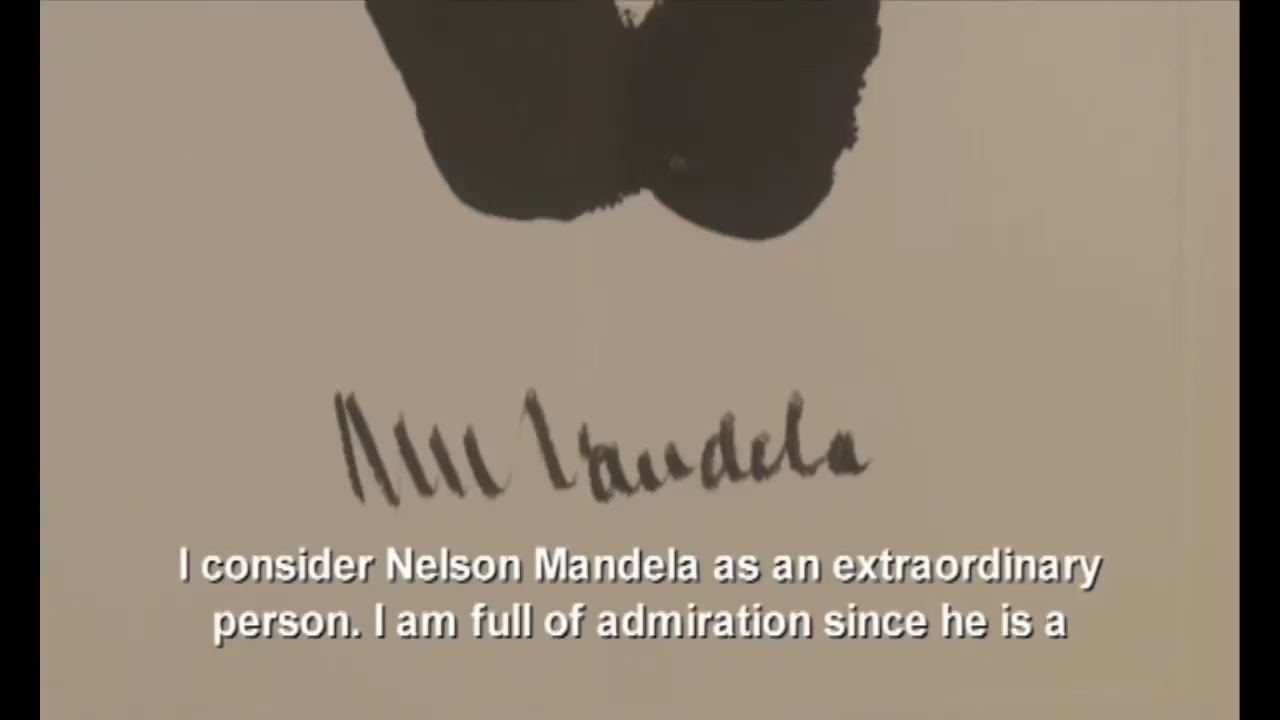 Mandela
I consider Nelson Mandela as an extraordinary
person. I am full of admiration since he is a